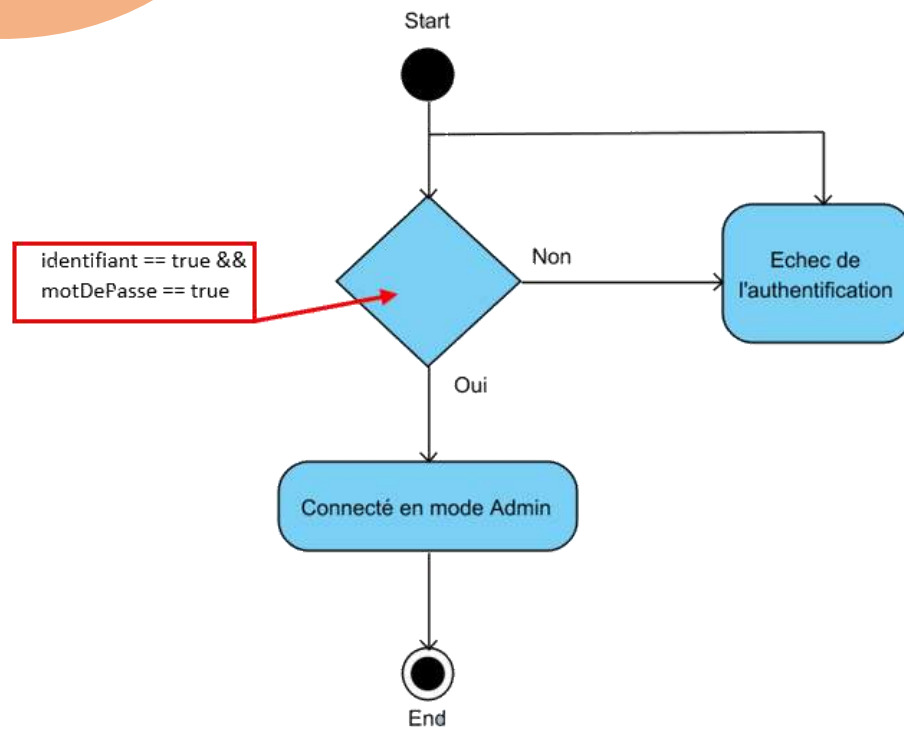 Start
identifiant == true &&
motDePasse == true
Non
Echec de
l'authentification
Oui
Connecté en mode Admin
End